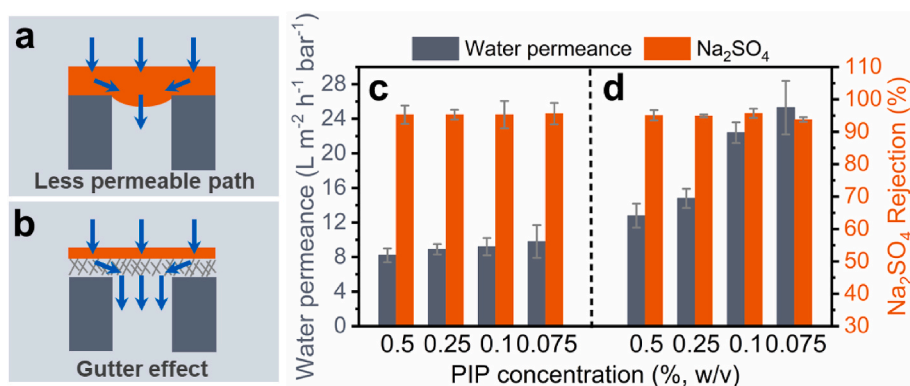 a
Less permeable path
b
Gutter effect
Water permeance
Na₂SO₄
c
d
Water permeance (L m⁻² h⁻¹ bar⁻¹)
28
24
20
16
12
8
4
0
110
100
90
80
70
60
50
40
30
Na₂SO₄ Rejection (%)
0.5 0.25 0.1 0.075 0.5 0.25 0.1 0.075
PIP concentration (%, w/v)